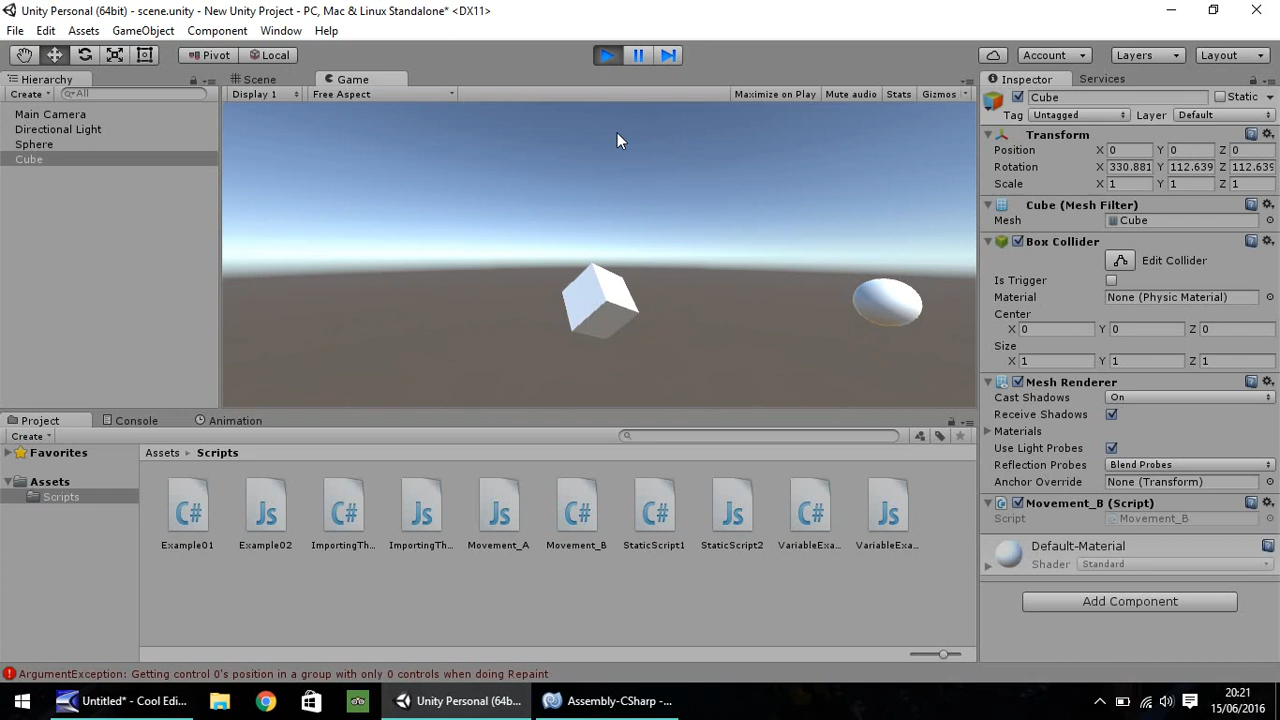 Unity Personal (64bit) - scene.unity - New Unity Project - PC, Mac & Linux Standalone* <DX11>
File Edit Assets GameObject Component Window Help
Pivot Local Account Layers Layout
Hierarchy Scene Game Inspector Services
Create All Display 1 Free Aspect Maximize on Play Mute audio Stats Gizmos Cube Static
Main Camera
Directional Light
Sphere
Cube
Tag Untagged Layer Default
Transform
Position X 0 Y 0 Z 0
Rotation X 330.881 Y 112.639 Z 112.639
Scale X 1 Y 1 Z 1
Cube (Mesh Filter)
Mesh Cube
Box Collider
Edit Collider
Is Trigger
Material None (Physic Material)
Center
X 0 Y 0 Z 0
Size
X 1 Y 1 Z 1
Mesh Renderer
Cast Shadows On
Receive Shadows
Materials
Use Light Probes
Reflection Probes Blend Probes
Anchor Override None (Transform)
Movement_B (Script)
Script Movement_B
Default-Material
Shader Standard
Add Component
Project Console Animation
Create
Favorites
Assets
Scripts
Assets Scripts
C# Js C# Js Js C# C# Js C# Js
Example01 Example02 ImportingTh... ImportingTh... Movement_A Movement_B StaticScript1 StaticScript2 VariableExa... VariableExa...
ArgumentException: Getting control 0's position in a group with only 0 controls when doing Repaint
Untitled* - Cool Edi... Unity Personal (64b... Assembly-CSharp -...
20:21
15/06/2016